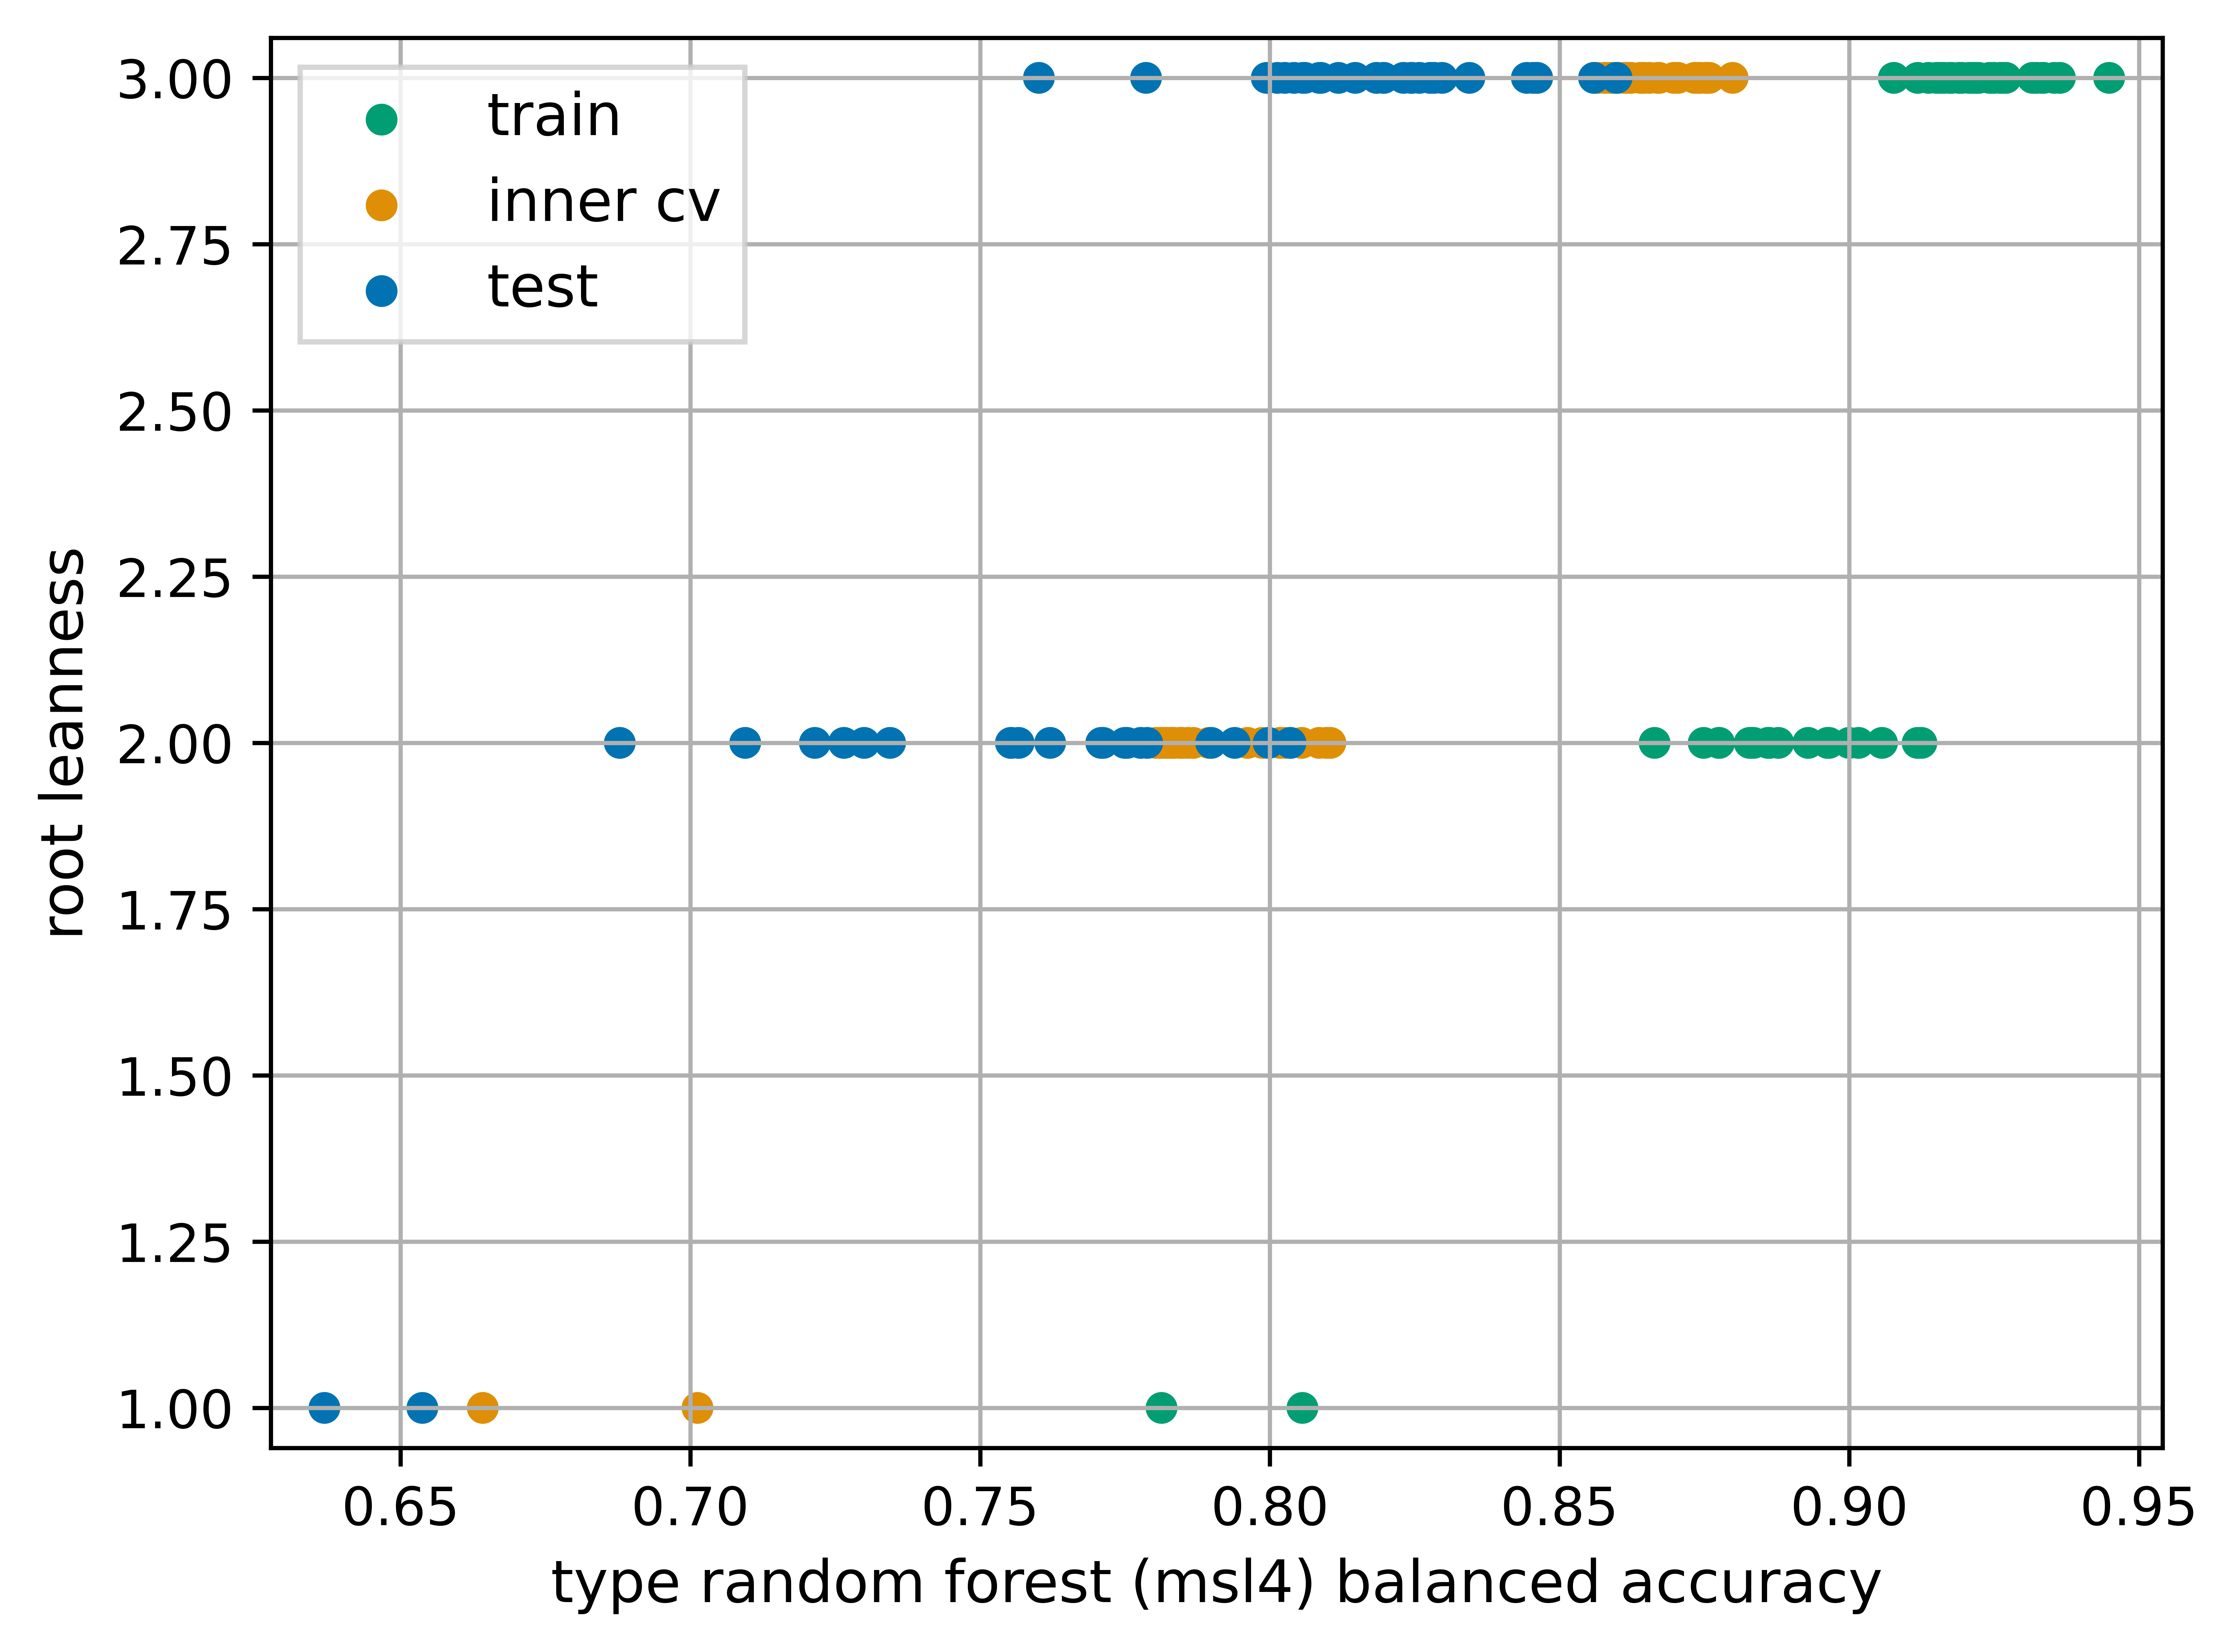 train
inner cv
test
3.00
2.75
2.50
2.25
2.00
1.75
1.50
1.25
1.00
root leanness
0.65 0.70 0.75 0.80 0.85 0.90 0.95
type random forest (msl4) balanced accuracy